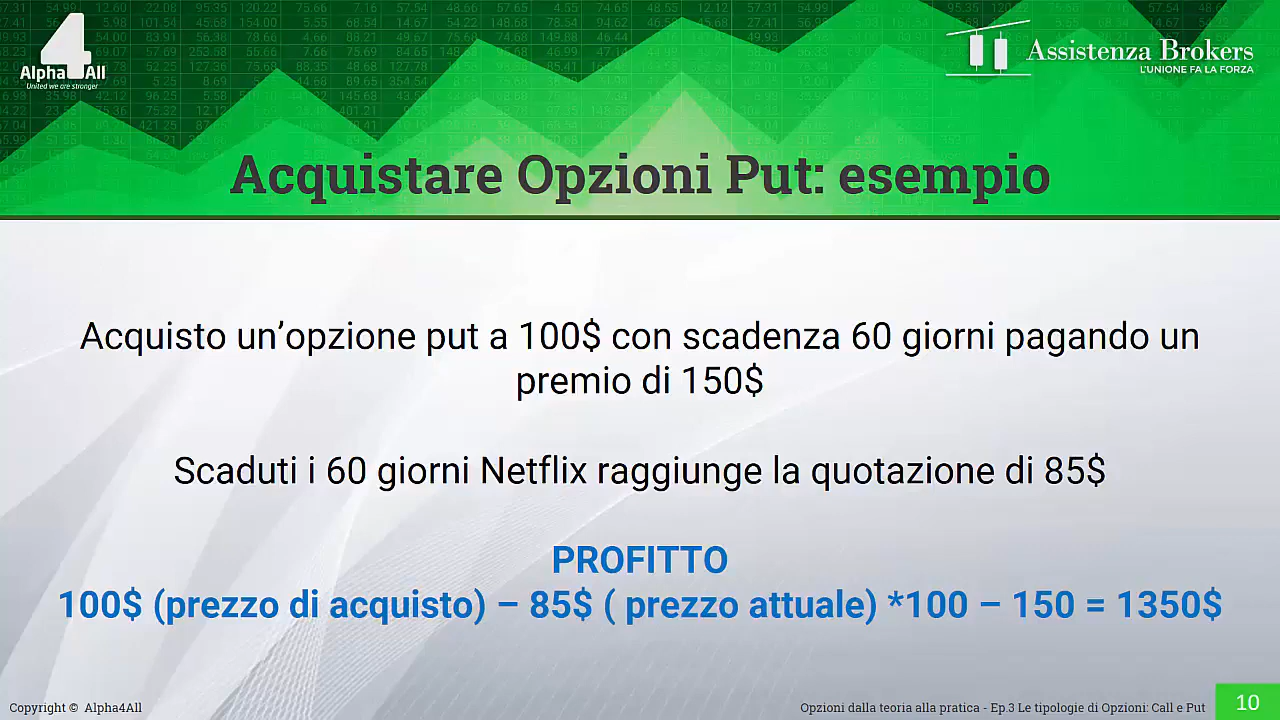 4
Alpha All
United we are stronger
Assistenza Brokers
L'UNIONE FA LA FORZA
Acquistare Opzioni Put: esempio
Acquisto un’opzione put a 100$ con scadenza 60 giorni pagando un
premio di 150$
Scaduti i 60 giorni Netflix raggiunge la quotazione di 85$
PROFITTO
100$ (prezzo di acquisto) – 85$ ( prezzo attuale) *100 – 150 = 1350$
Copyright © Alpha4All
Opzioni dalla teoria alla pratica - Ep.3 Le tipologie di Opzioni: Call e Put
10